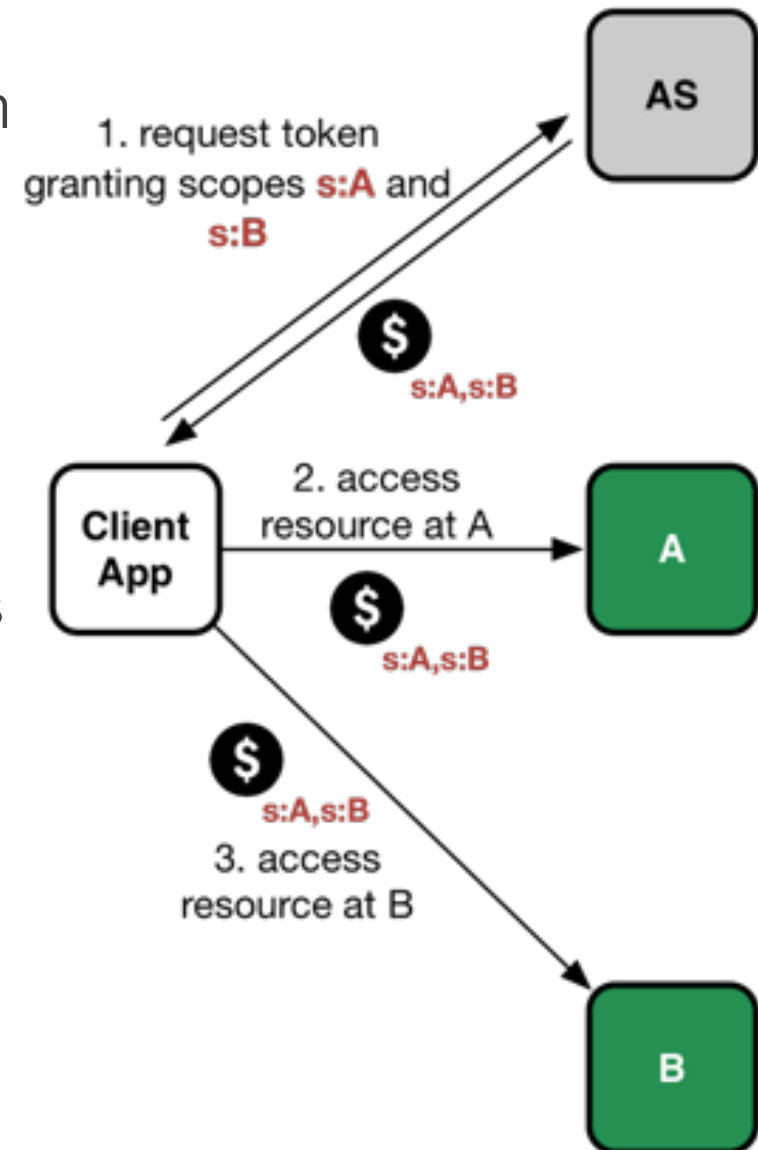 AS
1. request token
granting scopes s:A and
s:B
$
s:A,s:B
Client
App
2. access
resource at A
A
$
s:A,s:B
$
s:A,s:B
3. access
resource at B
B